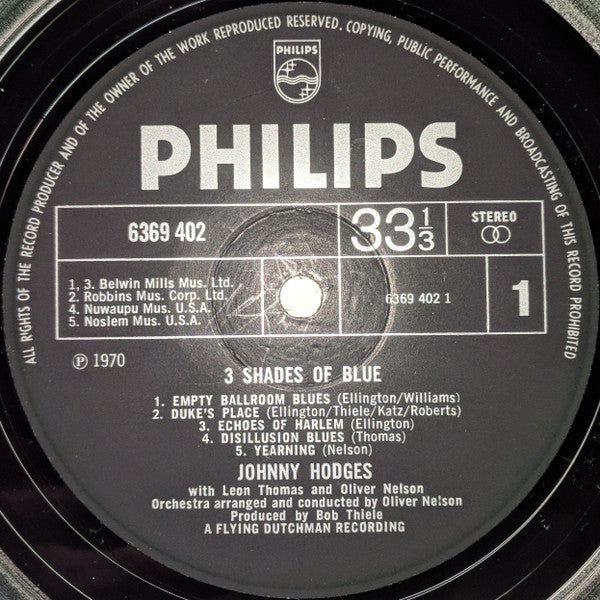 ALL RIGHTS OF THE RECORD PRODUCER AND OF THE OWNER OF THE WORK REPRODUCED RESERVED. COPYING, PUBLIC PERFORMANCE AND BROADCASTING OF THIS RECORD PROHIBITED
PHILIPS
PHILIPS
6369 402
33 1/3
STEREO
1, 3. Belwin Mills Mus. Ltd.
2. Robbins Mus. Corp. Ltd.
4. Nuwaupu Mus. U.S.A.
5. Noslem Mus. U.S.A.
6369 402 1
1
℗ 1970
3 SHADES OF BLUE
1. EMPTY BALLROOM BLUES (Ellington/Williams)
2. DUKE'S PLACE (Ellington/Thiele/Katz/Roberts)
3. ECHOES OF HARLEM (Ellington)
4. DISILLUSION BLUES (Thomas)
5. YEARNING (Nelson)
JOHNNY HODGES
with Leon Thomas and Oliver Nelson
Orchestra arranged and conducted by Oliver Nelson
Produced by Bob Thiele
A FLYING DUTCHMAN RECORDING